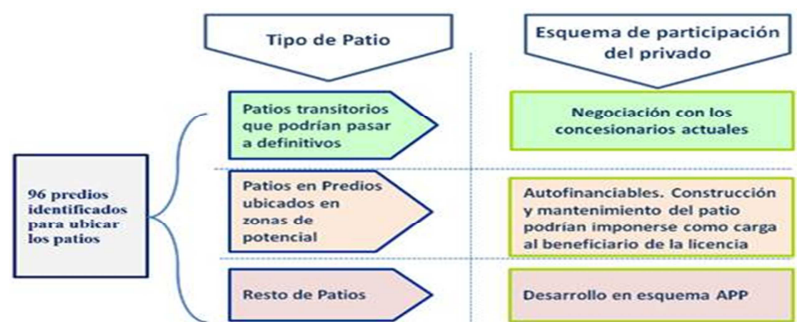 Tipo de Patio
Esquema de participación
del privado
96 predios
identificados
para ubicar
los patios
Patios transitorios
que podrían pasar
a definitivos
Negociación con los
concesionarios actuales
Patios en Predios
ubicados en
zonas de
potencial
Autofinanciables. Construcción
y mantenimiento del patio
podrían imponerse como carga
al beneficiario de la licencia
Resto de Patios
Desarrollo en esquema APP